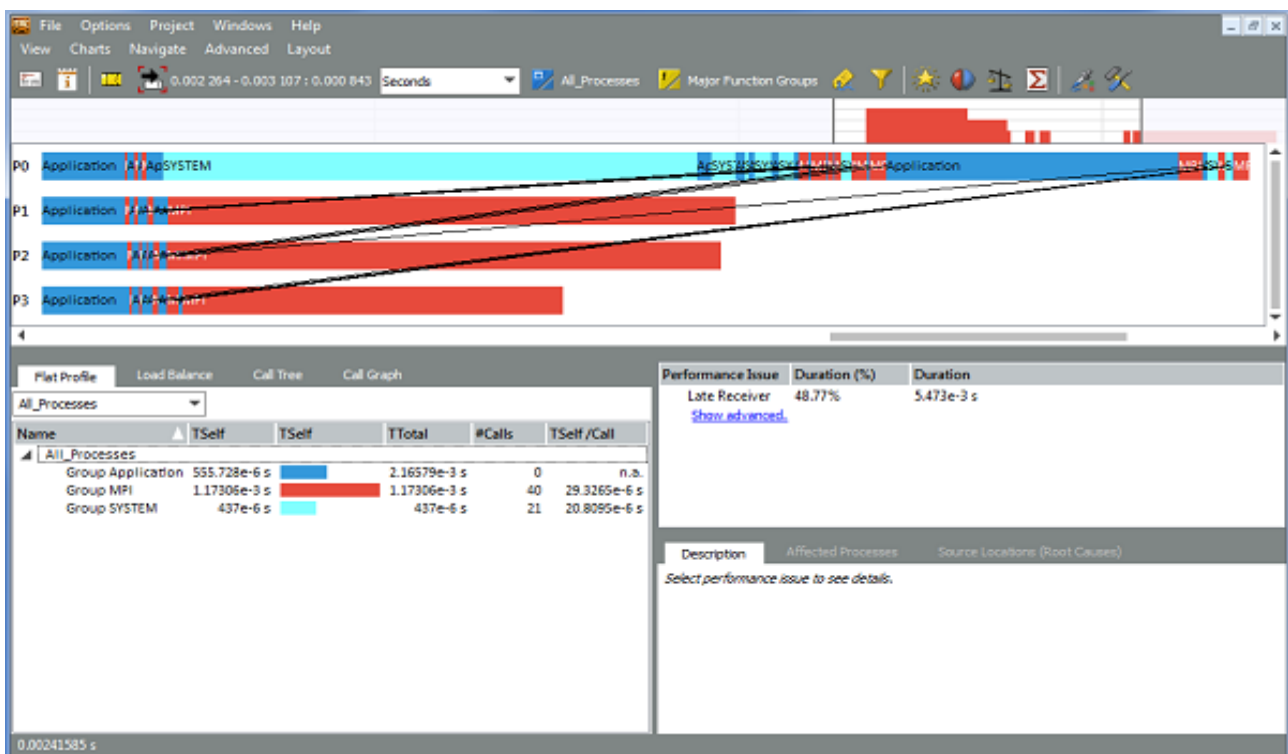 File Options Project Windows Help
View Charts Navigate Advanced Layout
0.002 264 - 0.003 107 : 0.000 843 Seconds All_Processes Major Function Groups
P0 Application ApSYSTEM Application
P1 Application MPI
P2 Application MPI
P3 Application MPI
Flat Profile Load Balance Call Tree Call Graph
All_Processes
Name TSelf TSelf TTotal #Calls TSelf /Call
All_Processes
Group Application 555.728e-6 s 2.16579e-3 s 0 n.a.
Group MPI 1.17306e-3 s 1.17306e-3 s 40 29.3265e-6 s
Group SYSTEM 437e-6 s 437e-6 s 21 20.8095e-6 s
Performance Issue Duration (%) Duration
Late Receiver 48.77% 5.473e-3 s
Show advanced.
Description Affected Processes Source Locations (Root Causes)
Select performance issue to see details.
0.00241585 s